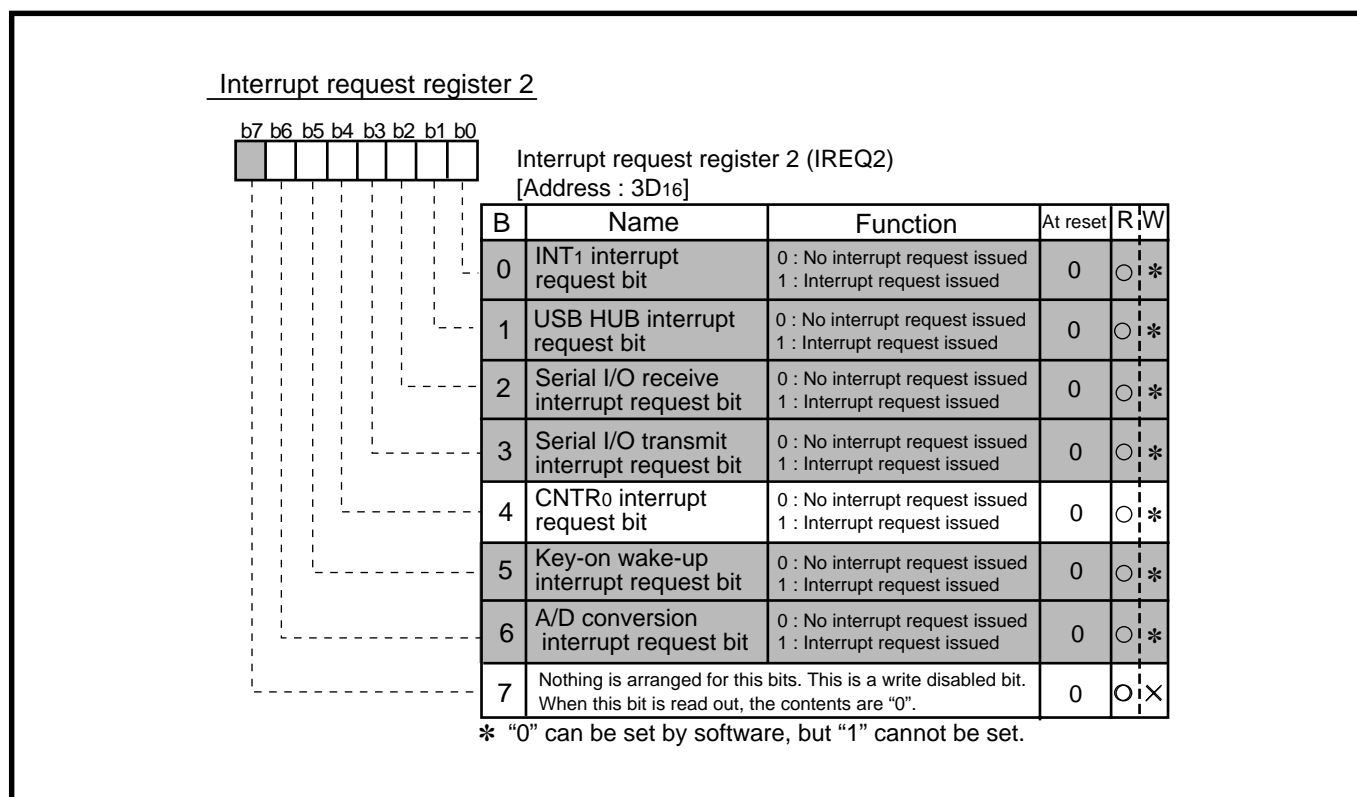 Interrupt request register 2
b7 b6 b5 b4 b3 b2 b1 b0
Interrupt request register 2 (IREQ2)
[Address : 3D16]
B Name Function At reset R W
0 INT1 interrupt request bit 0 : No interrupt request issued
1 : Interrupt request issued 0 ○ ✻
1 USB HUB interrupt request bit 0 : No interrupt request issued
1 : Interrupt request issued 0 ○ ✻
2 Serial I/O receive interrupt request bit 0 : No interrupt request issued
1 : Interrupt request issued 0 ○ ✻
3 Serial I/O transmit interrupt request bit 0 : No interrupt request issued
1 : Interrupt request issued 0 ○ ✻
4 CNTR0 interrupt request bit 0 : No interrupt request issued
1 : Interrupt request issued 0 ○ ✻
5 Key-on wake-up interrupt request bit 0 : No interrupt request issued
1 : Interrupt request issued 0 ○ ✻
6 A/D conversion interrupt request bit 0 : No interrupt request issued
1 : Interrupt request issued 0 ○ ✻
7 Nothing is arranged for this bits. This is a write disabled bit.
When this bit is read out, the contents are “0”. 0 ○ ×
✻ “0” can be set by software, but “1” cannot be set.